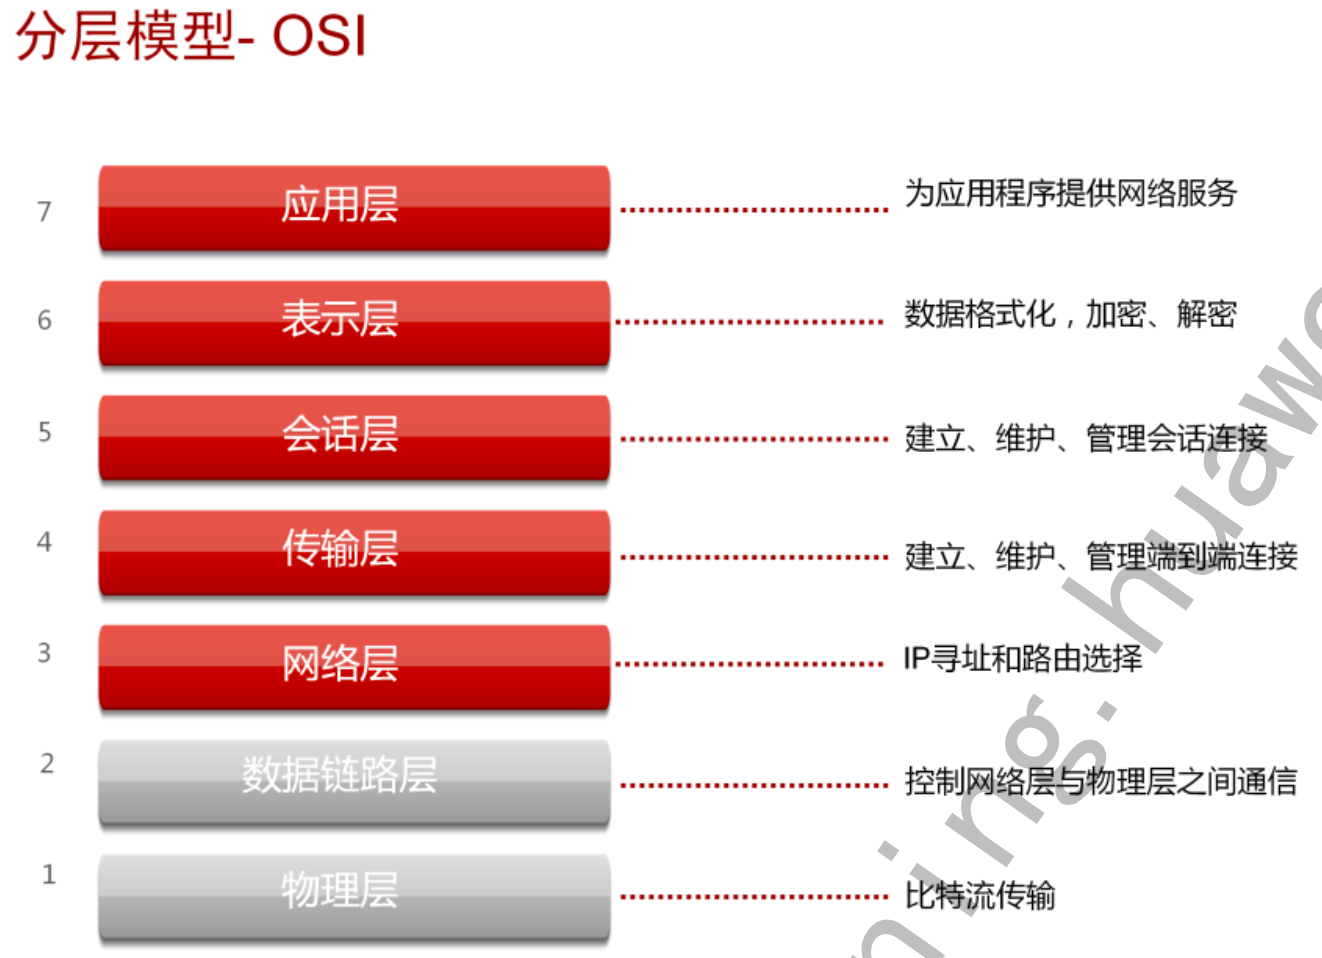 分层模型- OSI
7 应用层 为应用程序提供网络服务
6 表示层 数据格式化，加密、解密
5 会话层 建立、维护、管理会话连接
4 传输层 建立、维护、管理端到端连接
3 网络层 IP寻址和路由选择
2 数据链路层 控制网络层与物理层之间通信
1 物理层 比特流传输
ning.huawe